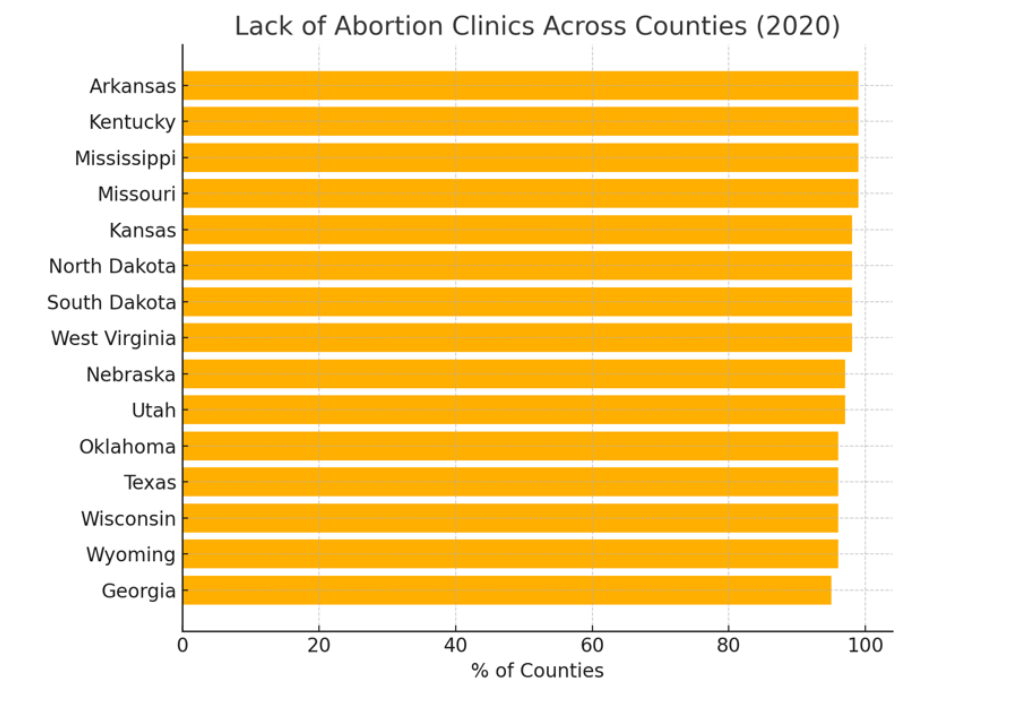 Lack of Abortion Clinics Across Counties (2020)
Arkansas
Kentucky
Mississippi
Missouri
Kansas
North Dakota
South Dakota
West Virginia
Nebraska
Utah
Oklahoma
Texas
Wisconsin
Wyoming
Georgia
0 20 40 60 80 100
% of Counties